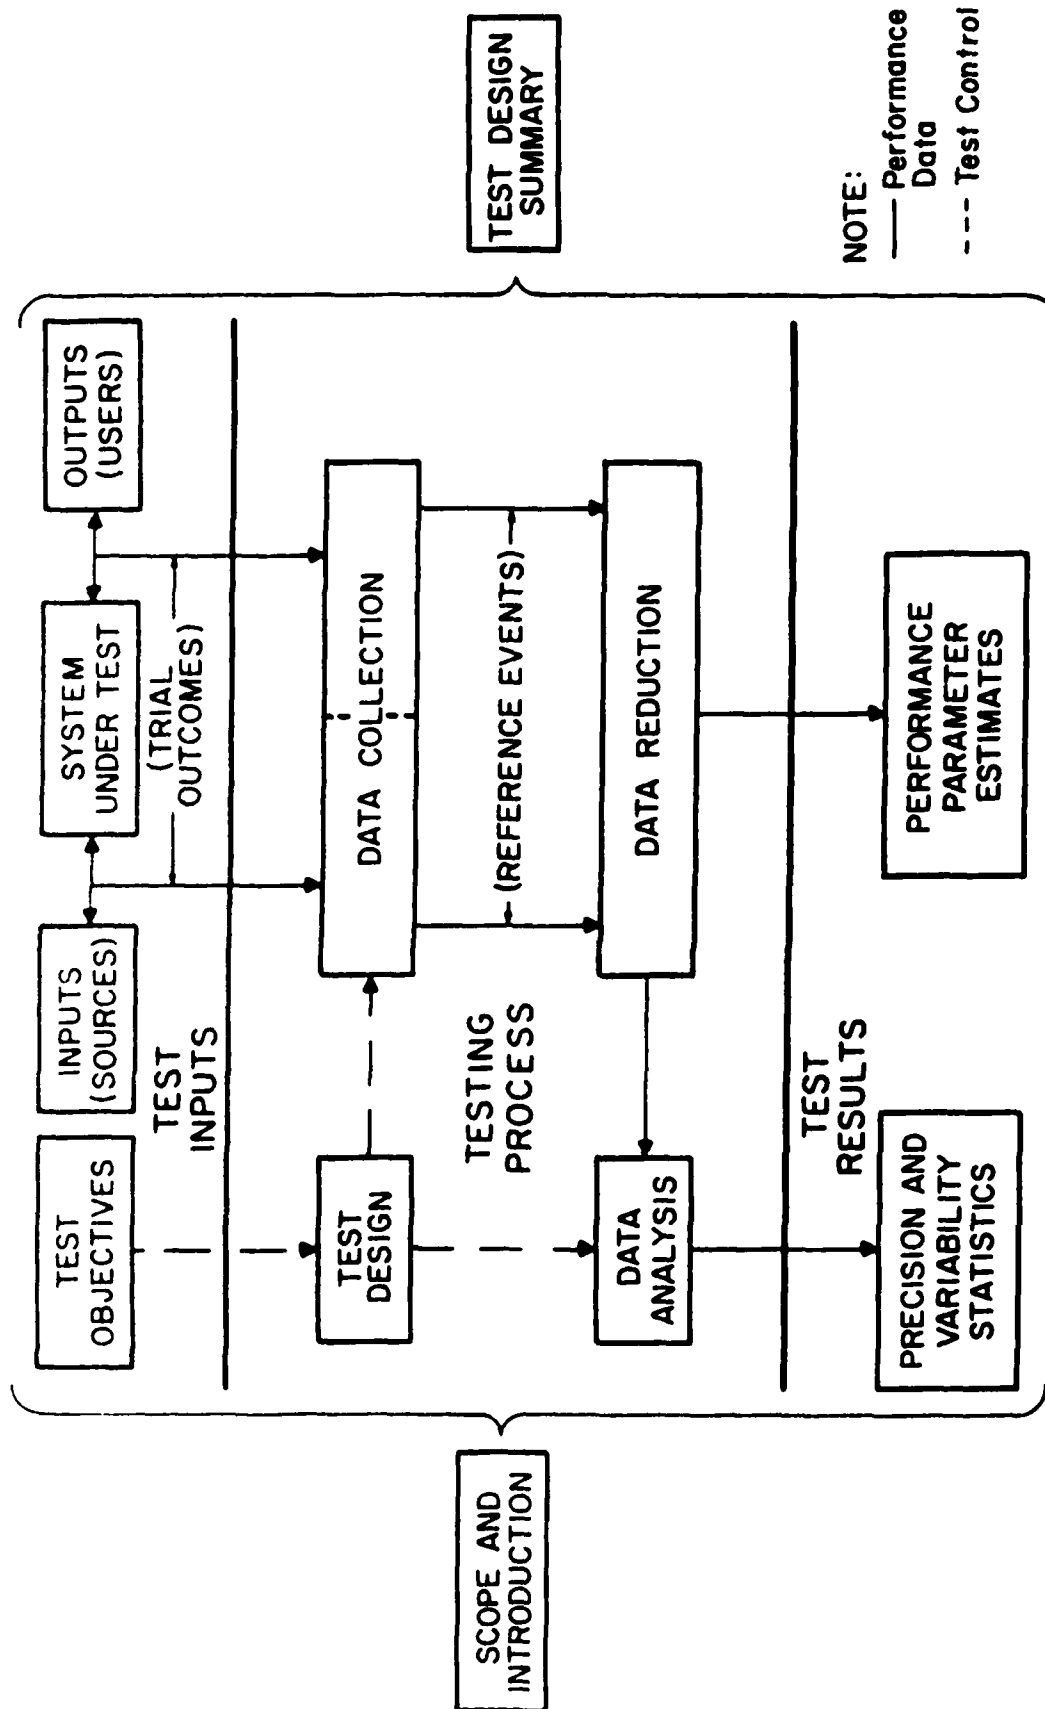 SCOPE AND
INTRODUCTION
TEST
OBJECTIVES
INPUTS
(SOURCES)
SYSTEM
UNDER TEST
OUTPUTS
(USERS)
TEST
INPUTS
(TRIAL
OUTCOMES)
TEST
DESIGN
DATA COLLECTION
TESTING
PROCESS
(REFERENCE EVENTS)
DATA
ANALYSIS
DATA REDUCTION
TEST
RESULTS
PRECISION AND
VARIABILITY
STATISTICS
PERFORMANCE
PARAMETER
ESTIMATES
TEST DESIGN
SUMMARY
NOTE:
Performance
Data
Test Control